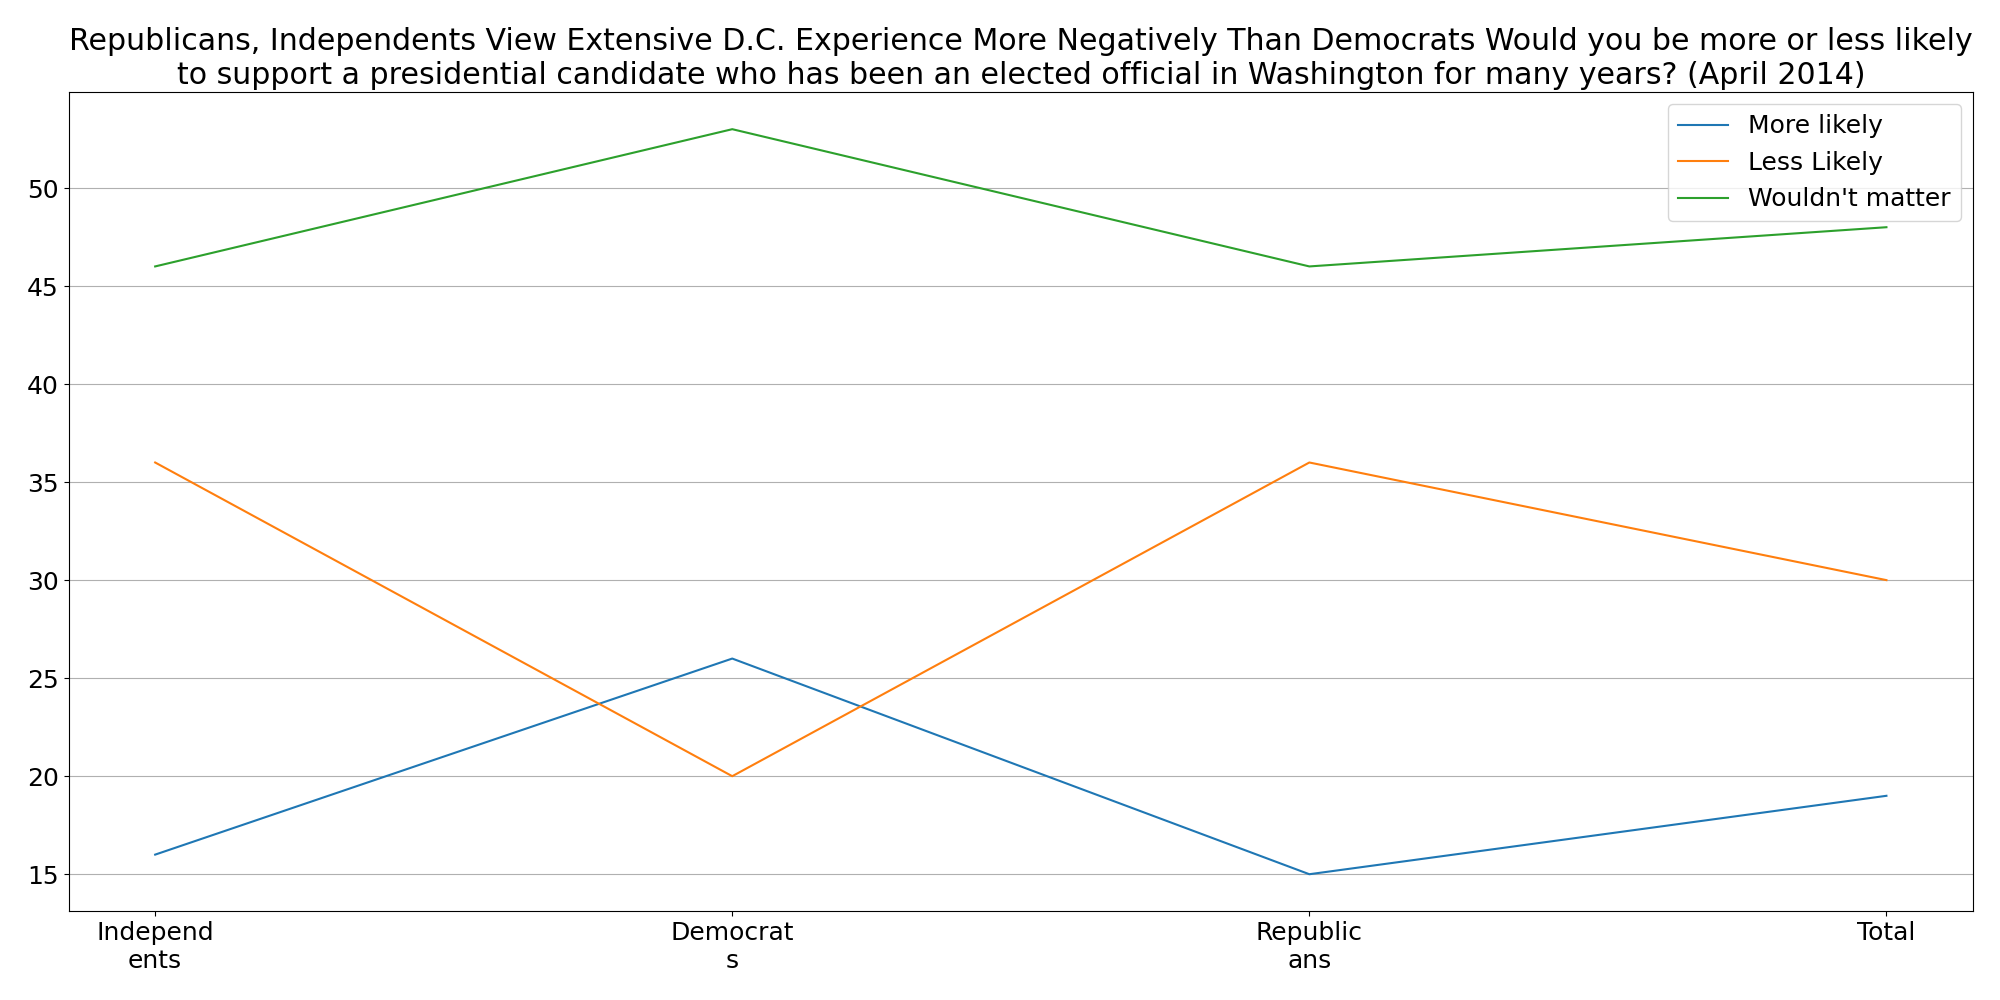 Republicans, Independents View Extensive D.C. Experience More Negatively Than Democrats Would you be more or less likely
to support a presidential candidate who has been an elected official in Washington for many years? (April 2014)
More likely
Less Likely
Wouldn't matter
50
45
40
35
30
25
20
15
Independ
ents
Democrat
s
Republic
ans
Total